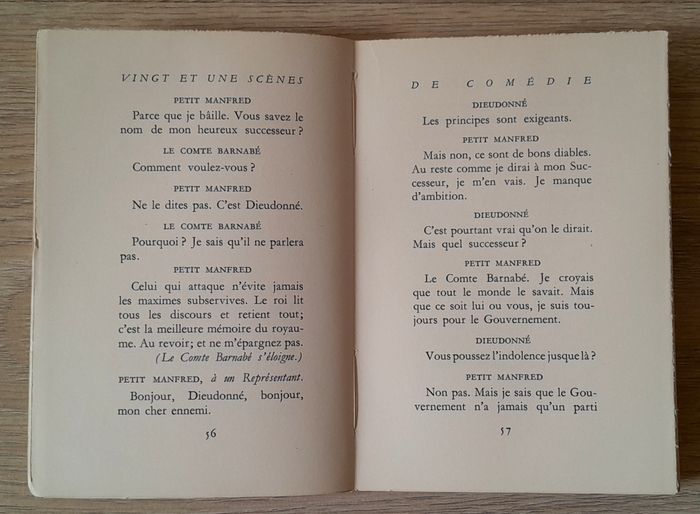 VINGT ET UNE SCÈNES
PETIT MANFRED
Parce que je bâille. Vous savez le
nom de mon heureux successeur ?
LE COMTE BARNABÉ
Comment voulez-vous ?
PETIT MANFRED
Ne le dites pas. C'est Dieudonné.
LE COMTE BARNABÉ
Pourquoi ? Je sais qu'il ne parlera
pas.
PETIT MANFRED
Celui qui attaque n'évite jamais
les maximes subservives. Le roi lit
tous les discours et retient tout;
c'est la meilleure mémoire du royau-
me. Au revoir; et ne m'épargnez pas.
(Le Comte Barnabé s'éloigne.)
PETIT MANFRED, à un Représentant.
Bonjour, Dieudonné, bonjour,
mon cher ennemi.
56
DE COMÉDIE
DIEUDONNÉ
Les principes sont exigeants.
PETIT MANFRED
Mais non, ce sont de bons diables.
Au reste comme je dirai à mon Suc-
cesseur, je m'en vais. Je manque
d'ambition.
DIEUDONNÉ
C'est pourtant vrai qu'on le dirait.
Mais quel successeur ?
PETIT MANFRED
Le Comte Barnabé. Je croyais
que tout le monde le savait. Mais
que ce soit lui ou vous, je suis tou-
jours pour le Gouvernement.
DIEUDONNÉ
Vous poussez l'indolence jusque là ?
PETIT MANFRED
Non pas. Mais je sais que le Gou-
vernement n'a jamais qu'un parti
57